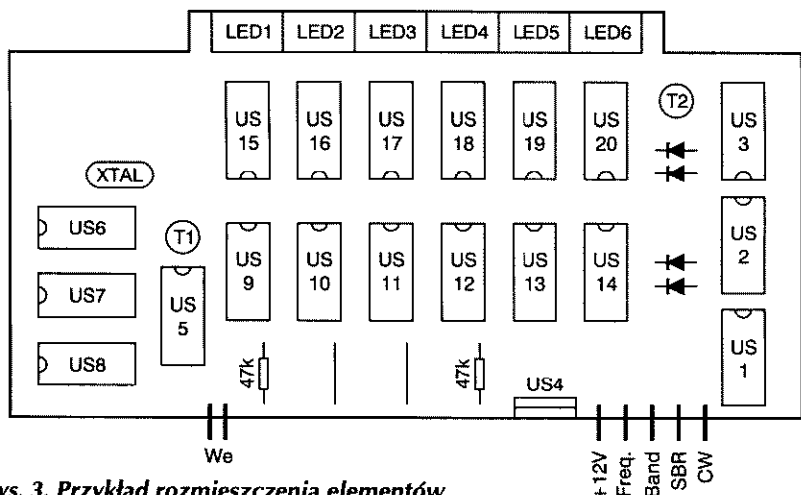 LED1 LED2 LED3 LED4 LED5 LED6
US 15
US 16
US 17
US 18
US 19
US 20
T2
US 3
XTAL
US6
T1
US 9
US 10
US 11
US 12
US 13
US 14
US 2
US7
US 5
US8
47k
47k
US4
US 1
We
+12V
Freq.
Band
SBR
CW
ys. 3. Przykład rozmieszczenia elementów